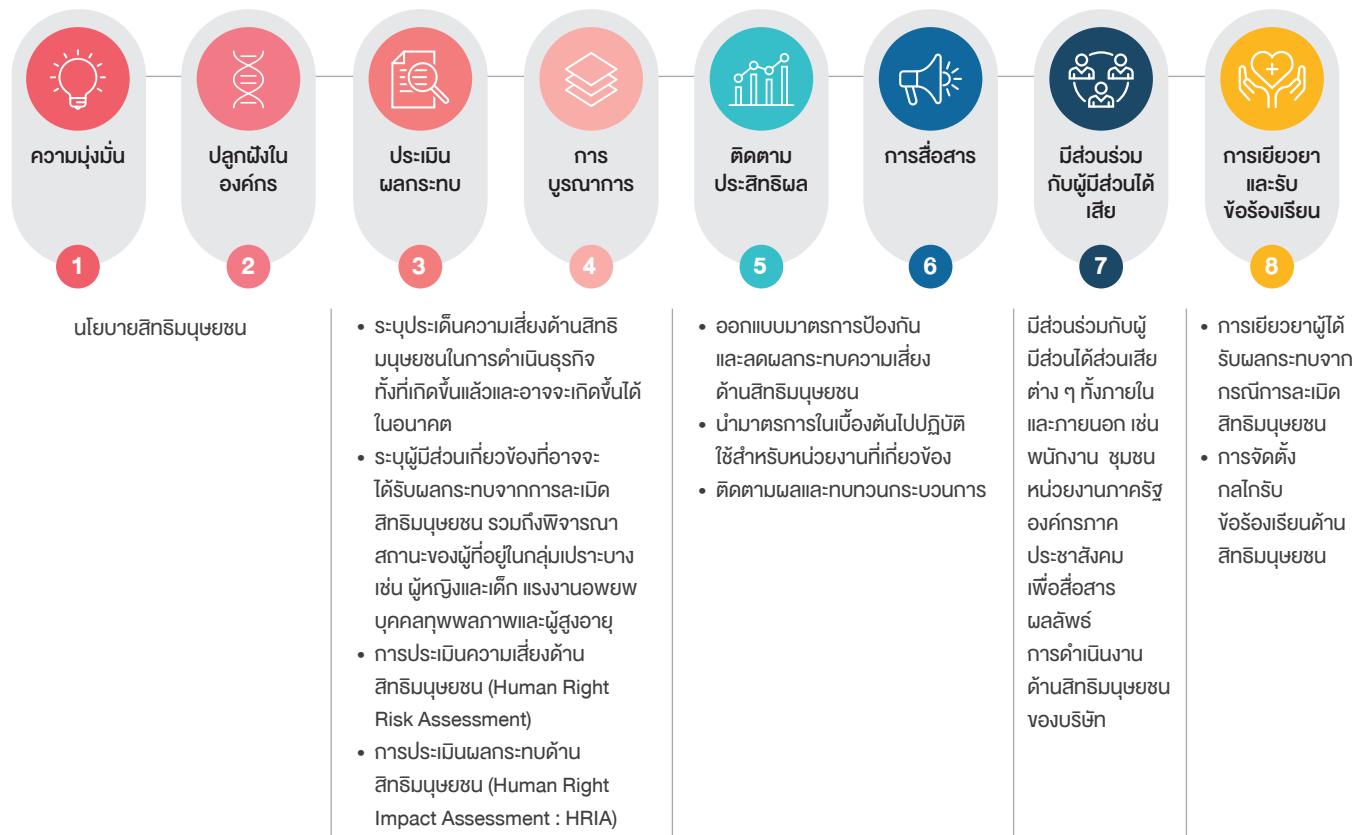 ความมุ่งมั่น
1
ปลูกฝังใน
องค์กร
2
ประเมิน
ผลกระทบ
3
การ
บูรณาการ
4
ติดตาม
ประสิทธิผล
5
การสื่อสาร
6
มีส่วนร่วม
กับผู้มีส่วนได้
เสีย
7
การเยียวยา
และรับ
ข้อร้องเรียน
8
นโยบายสิทธิมนุษยชน
• ระบุประเด็นความเสี่ยงด้านสิทธิ
มนุษยชนในการดำเนินธุรกิจ
ทั้งที่เกิดขึ้นแล้วและอาจจะเกิดขึ้นได้
ในอนาคต
• ระบุผู้มีส่วนเกี่ยวข้องที่อาจจะ
ได้รับผลกระทบจากการละเมิด
สิทธิมนุษยชน รวมถึงพิจารณา
สถานะของผู้ที่อยู่ในกลุ่มเปราะบาง
เช่น ผู้หญิงและเด็ก แรงงานอพยพ
บุคคลทุพพลภาพและผู้สูงอายุ
• การประเมินความเสี่ยงด้าน
สิทธิมนุษยชน (Human Right
Risk Assessment)
• การประเมินผลกระทบด้าน
สิทธิมนุษยชน (Human Right
Impact Assessment : HRIA)
• ออกแบบมาตรการป้องกัน
และลดผลกระทบความเสี่ยง
ด้านสิทธิมนุษยชน
• นำมาตรการในเบื้องต้นไปปฏิบัติ
ใช้สำหรับหน่วยงานที่เกี่ยวข้อง
• ติดตามผลและทบทวนกระบวนการ
มีส่วนร่วมกับผู้
มีส่วนได้ส่วนเสีย
ต่าง ๆ ทั้งภายใน
และภายนอก เช่น
พนักงาน ชุมชน
หน่วยงานภาครัฐ
องค์กรภาค
ประชาสังคม
เพื่อสื่อสาร
ผลลัพธ์
การดำเนินงาน
ด้านสิทธิมนุษยชน
ของบริษัท
• การเยียวยาผู้ได้
รับผลกระทบจาก
กรณีการละเมิด
สิทธิมนุษยชน
• การจัดตั้ง
กลไกรับ
ข้อร้องเรียนด้าน
สิทธิมนุษยชน